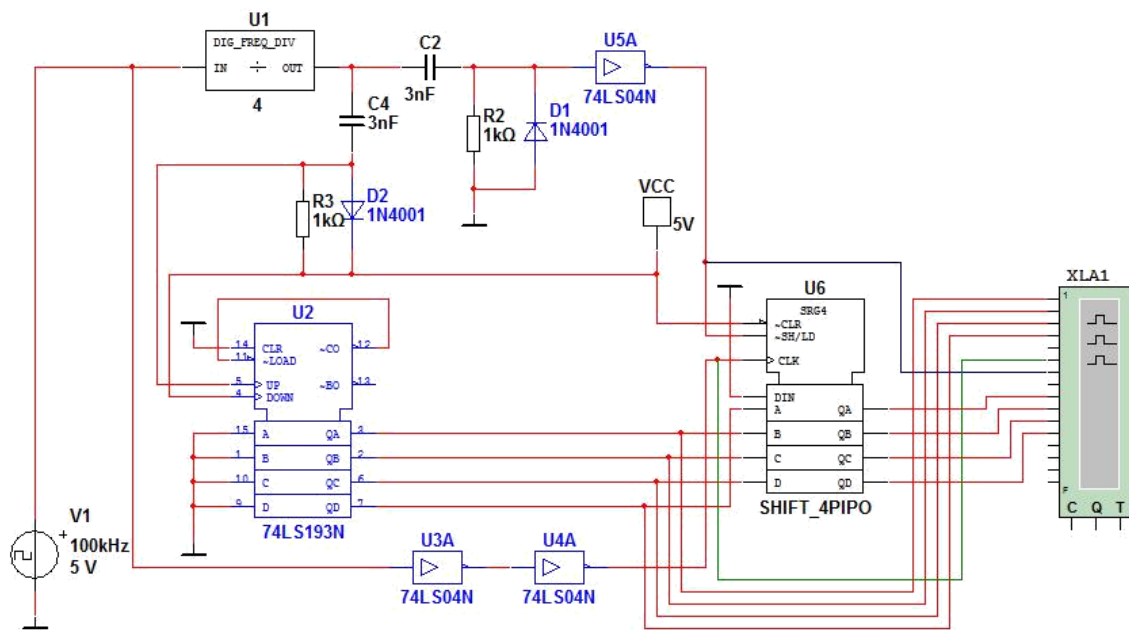 U1
DIG_FREQ_DIV
IN ÷ OUT
4
C2
3nF
U5A
74LS04N
C4
3nF
R2
1kΩ
D1
1N4001
R3
1kΩ
D2
1N4001
VCC
5V
U2
14 CLR ~CO 12
11 ~LOAD
5 UP ~BO 13
4 DOWN
15 A QA 3
1 B QB 2
10 C QC 6
9 D QD 7
74LS193N
U6
SRG4
~CLR
~SH/LD
CLK
DIN
A QA
B QB
C QC
D QD
SHIFT_4PIPO
XLA1
1
F
C Q T
V1
+
100kHz
5 V
U3A
74LS04N
U4A
74LS04N